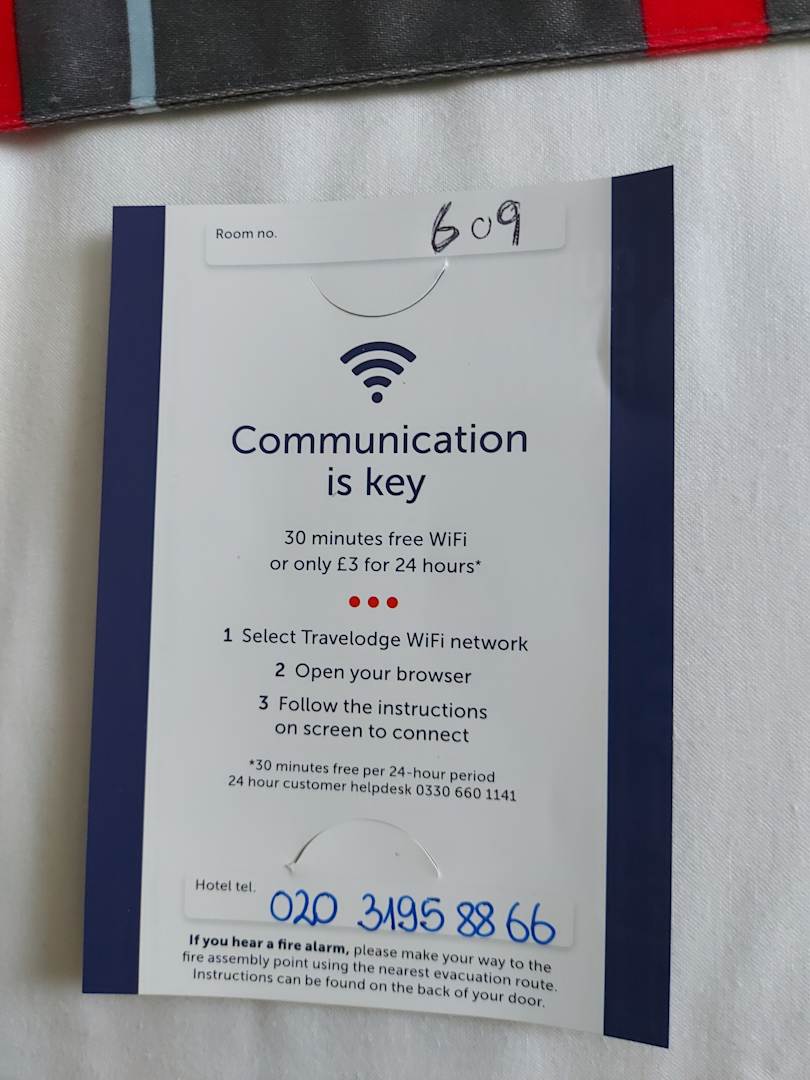 Room no. 609
Communication
is key
30 minutes free WiFi
or only £3 for 24 hours*
1 Select Travelodge WiFi network
2 Open your browser
3 Follow the instructions
on screen to connect
*30 minutes free per 24-hour period
24 hour customer helpdesk 0330 660 1141
Hotel tel. 020 3195 88 66
If you hear a fire alarm, please make your way to the
fire assembly point using the nearest evacuation route.
Instructions can be found on the back of your door.